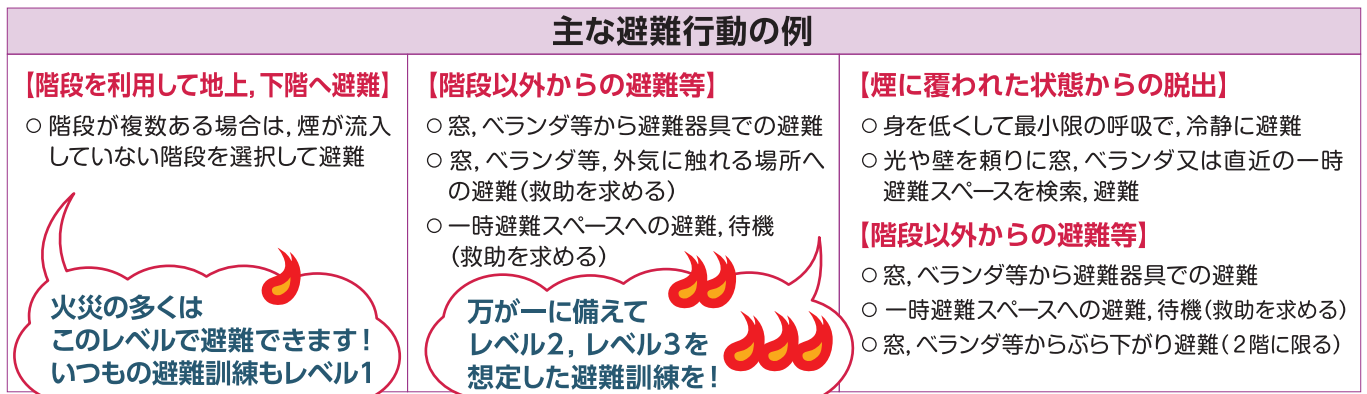 主な避難行動の例
【階段を利用して地上，下階へ避難】
○ 階段が複数ある場合は，煙が流入
していない階段を選択して避難
火災の多くは
このレベルで避難できます！
いつもの避難訓練もレベル1
【階段以外からの避難等】
○ 窓，ベランダ等から避難器具での避難
○ 窓，ベランダ等，外気に触れる場所へ
の避難（救助を求める）
○ 一時避難スペースへの避難，待機
（救助を求める）
万が一に備えて
レベル2，レベル3を
想定した避難訓練を！
【煙に覆われた状態からの脱出】
○ 身を低くして最小限の呼吸で，冷静に避難
○ 光や壁を頼りに窓，ベランダ又は直近の一時
避難スペースを検索，避難
【階段以外からの避難等】
○ 窓，ベランダ等から避難器具での避難
○ 一時避難スペースへの避難，待機（救助を求める）
○ 窓，ベランダ等からぶら下がり避難（2階に限る）